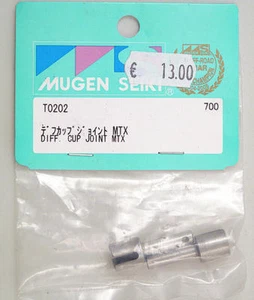 € 13.00
MUGEN SEIKI®
T0202 700
ﾃﾞﾌｶｯﾌﾟｼﾞｮｲﾝﾄ MTX
DIFF. CUP JOINT MTX